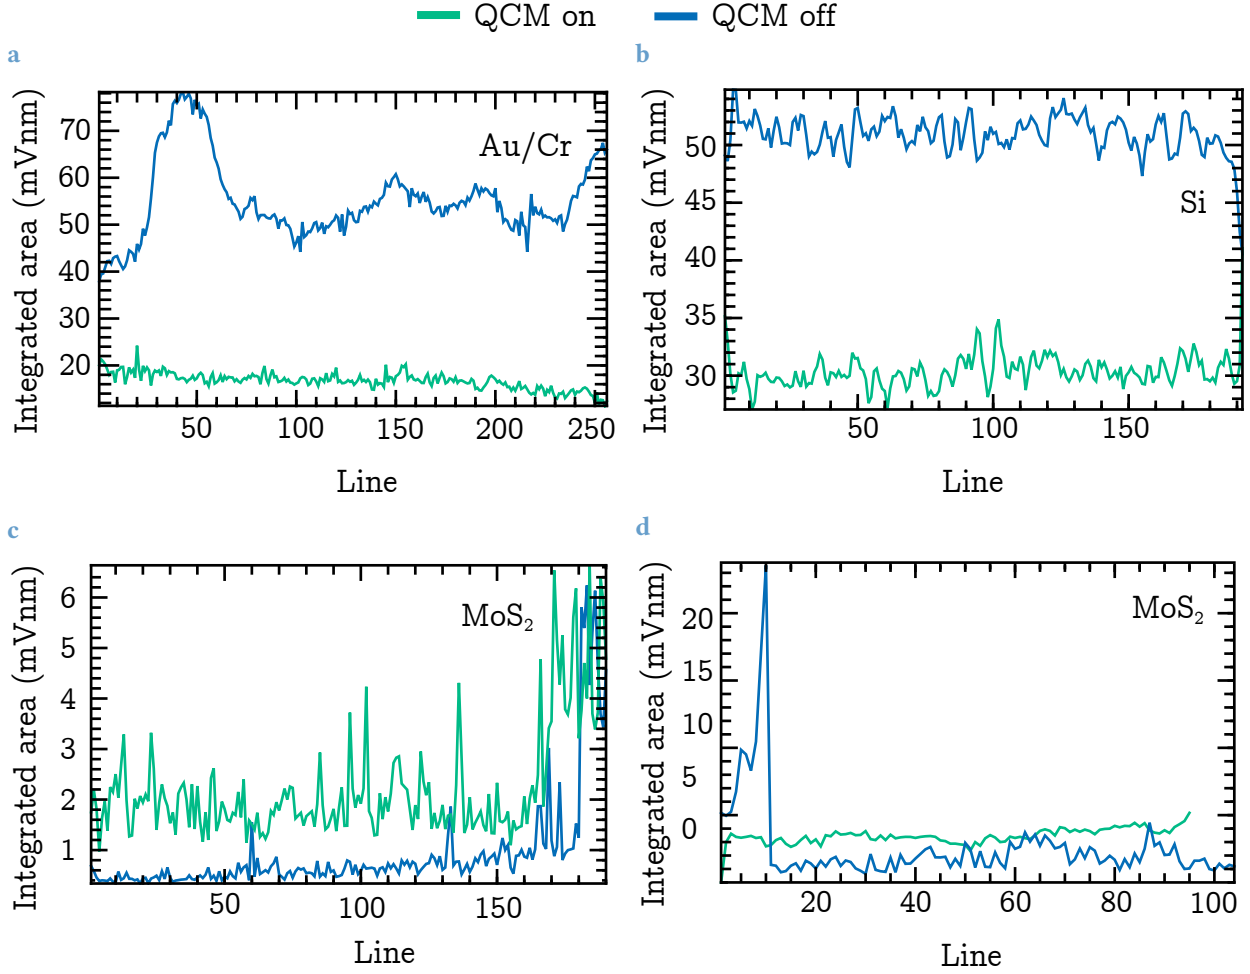 QCM on QCM off
a
Integrated area (mVnm)
70
60
50
40
30
20
Au/Cr
50 100 150 200 250
Line
b
Integrated area (mVnm)
50
45
40
35
30
Si
50 100 150
Line
c
Integrated area (mVnm)
6
5
4
3
2
1
MoS₂
50 100 150
Line
d
Integrated area (mVnm)
20
15
10
5
0
MoS₂
20 40 60 80 100
Line